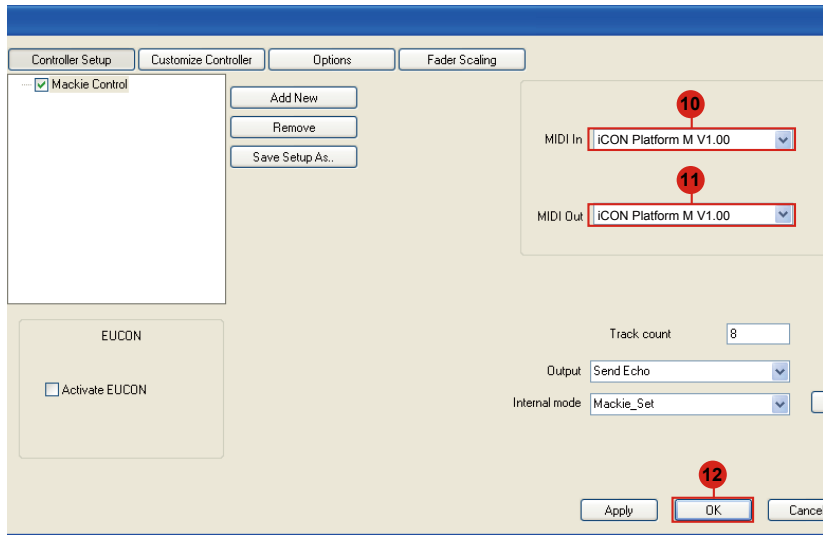 Controller Setup Customize Controller Options Fader Scaling
Mackie Control
Add New
Remove
Save Setup As..
10
MIDI In iCON Platform M V1.00
11
MIDI Out iCON Platform M V1.00
EUCON
Activate EUCON
Track count 8
Output Send Echo
Internal mode Mackie_Set
12
Apply OK Cance